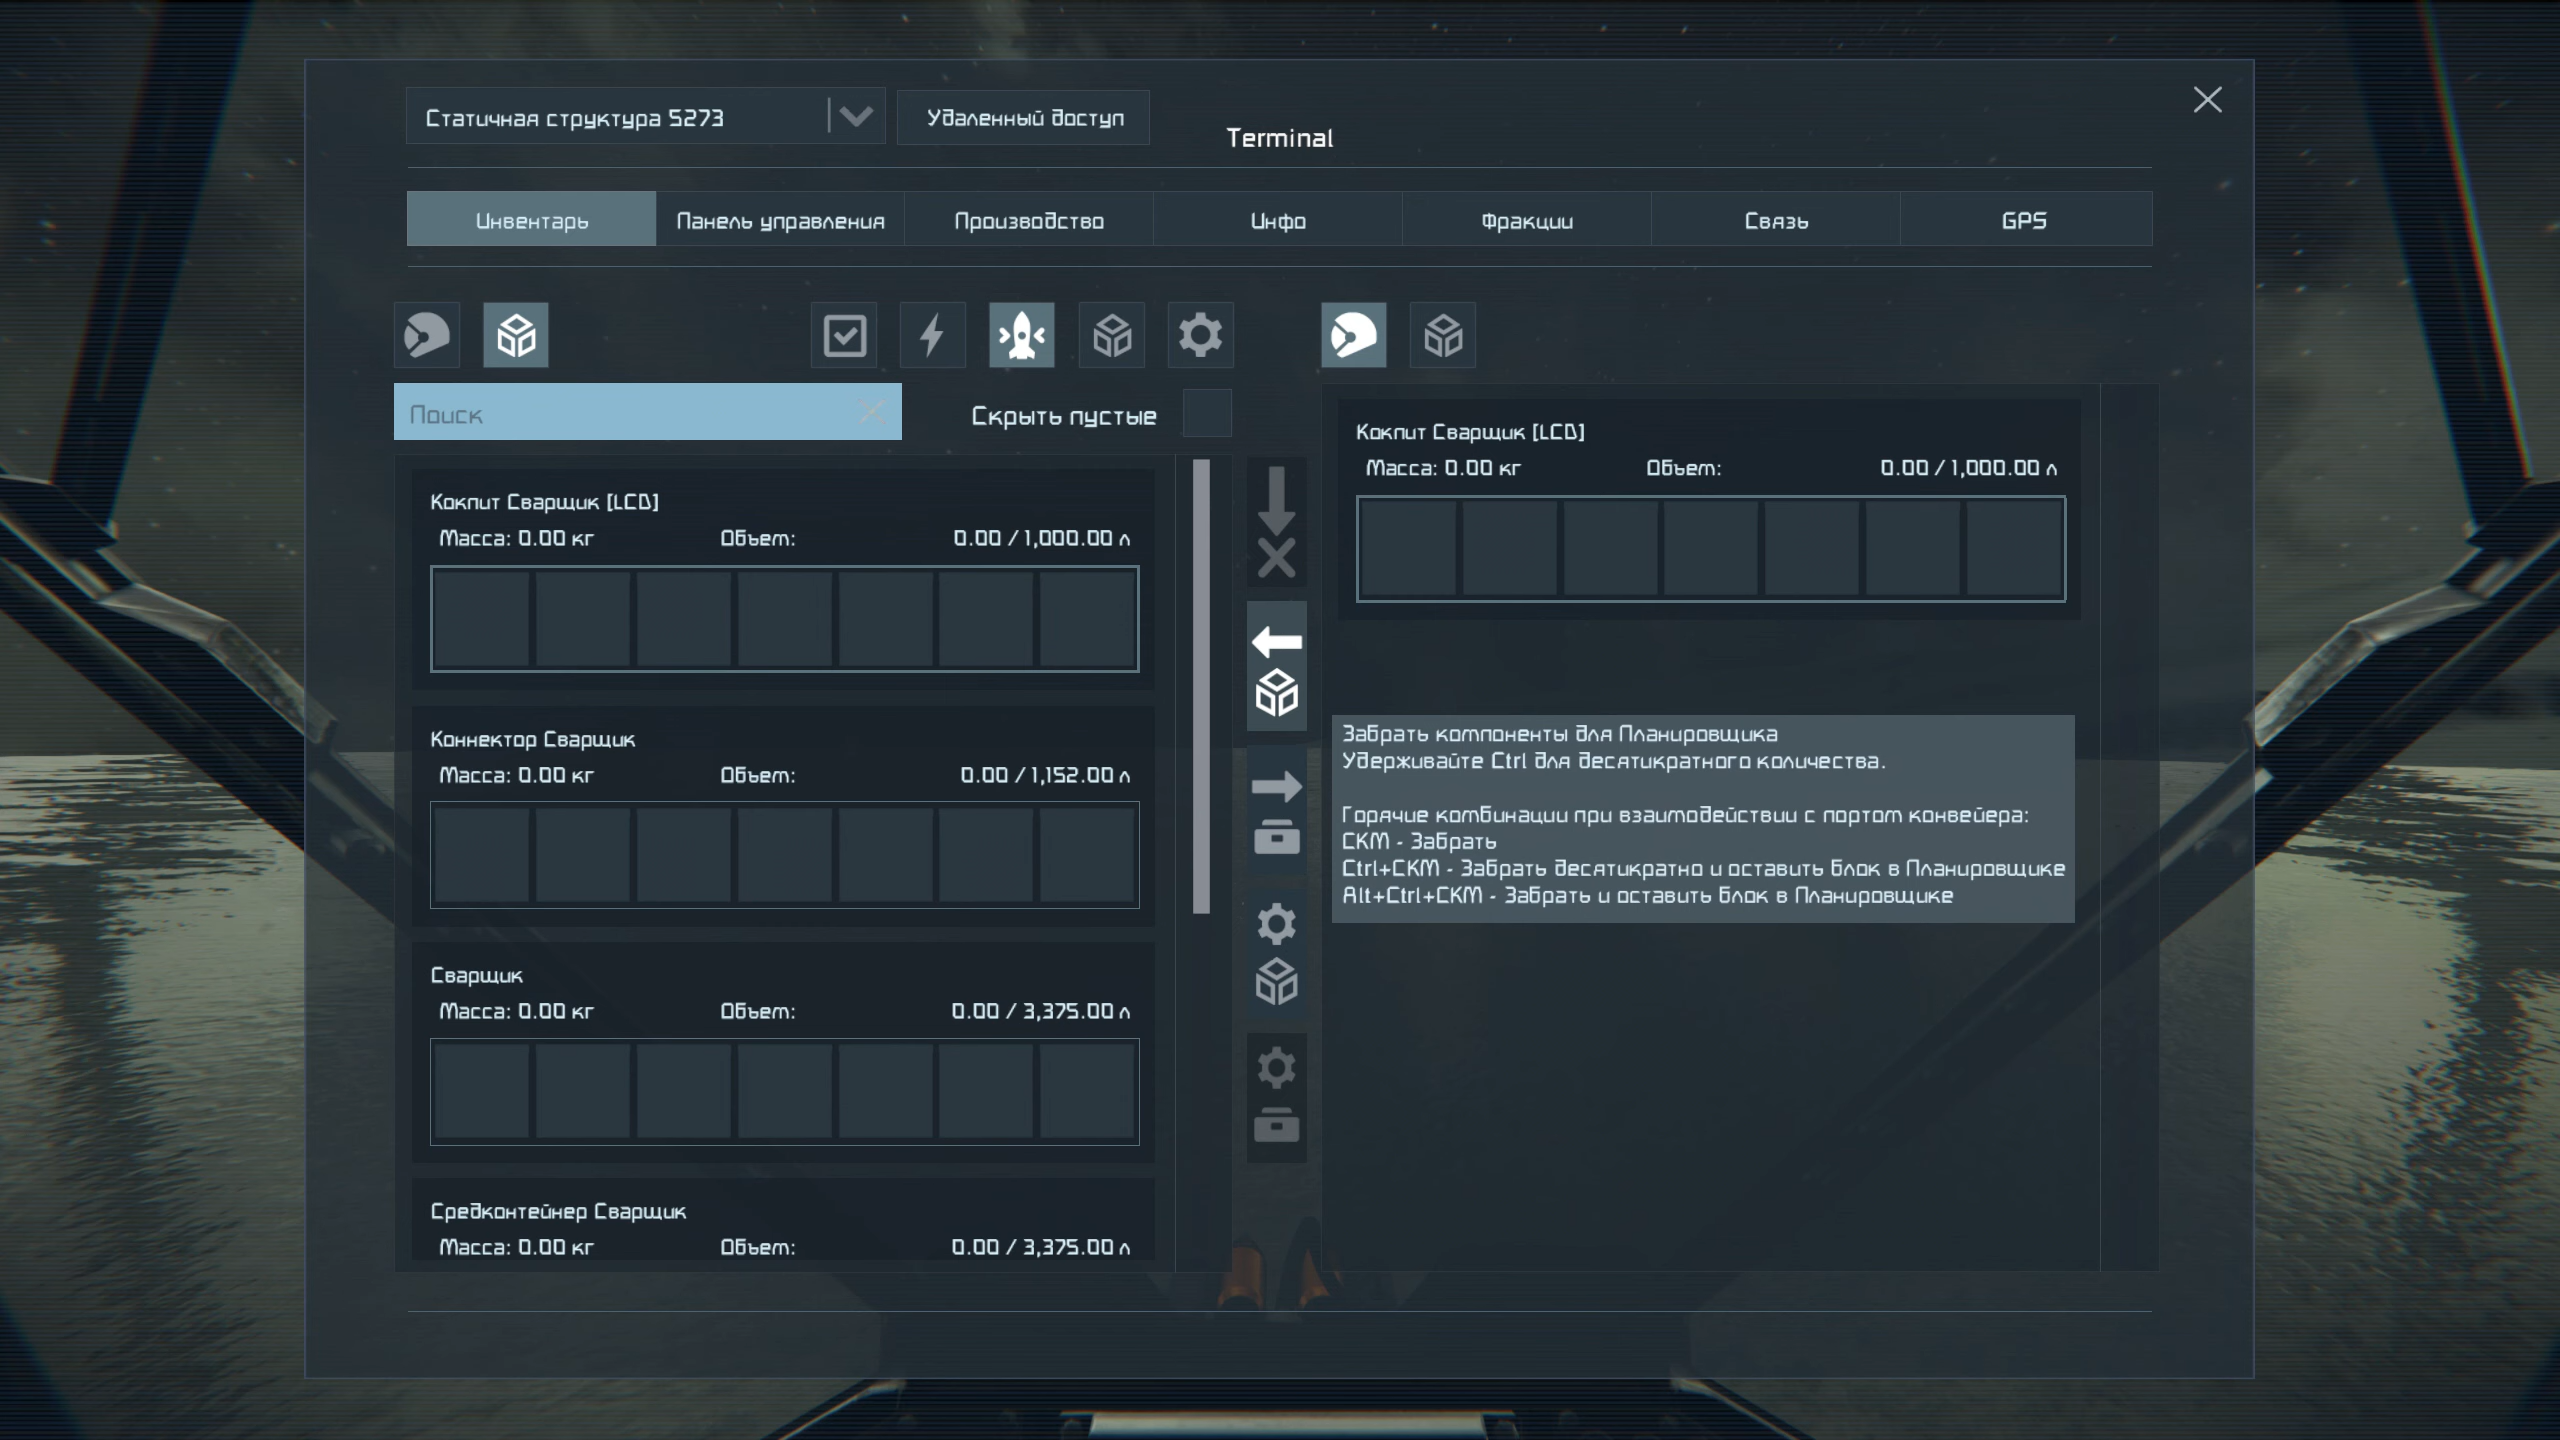 Статичная структура 5273
Удаленный доступ
Terminal
Инвентарь
Панель управления
Производство
Инфо
Фракции
Связь
GPS
Поиск
Скрыть пустые
Кокпит Сварщик [LCD]
Масса: 0.00 кг Объем: 0.00 / 1,000.00 л
Коннектор Сварщик
Масса: 0.00 кг Объем: 0.00 / 1,152.00 л
Сварщик
Масса: 0.00 кг Объем: 0.00 / 3,375.00 л
Средконтейнер Сварщик
Масса: 0.00 кг Объем: 0.00 / 3,375.00 л
Кокпит Сварщик [LCD]
Масса: 0.00 кг Объем: 0.00 / 1,000.00 л
Забрать компоненты для Планировщика
Удерживайте Ctrl для десятикратного количества.
Горячие комбинации при взаимодействии с портом конвейера:
СКМ - Забрать
Ctrl+СКМ - Забрать десятикратно и оставить блок в Планировщике
Alt+Ctrl+СКМ - Забрать и оставить блок в Планировщике